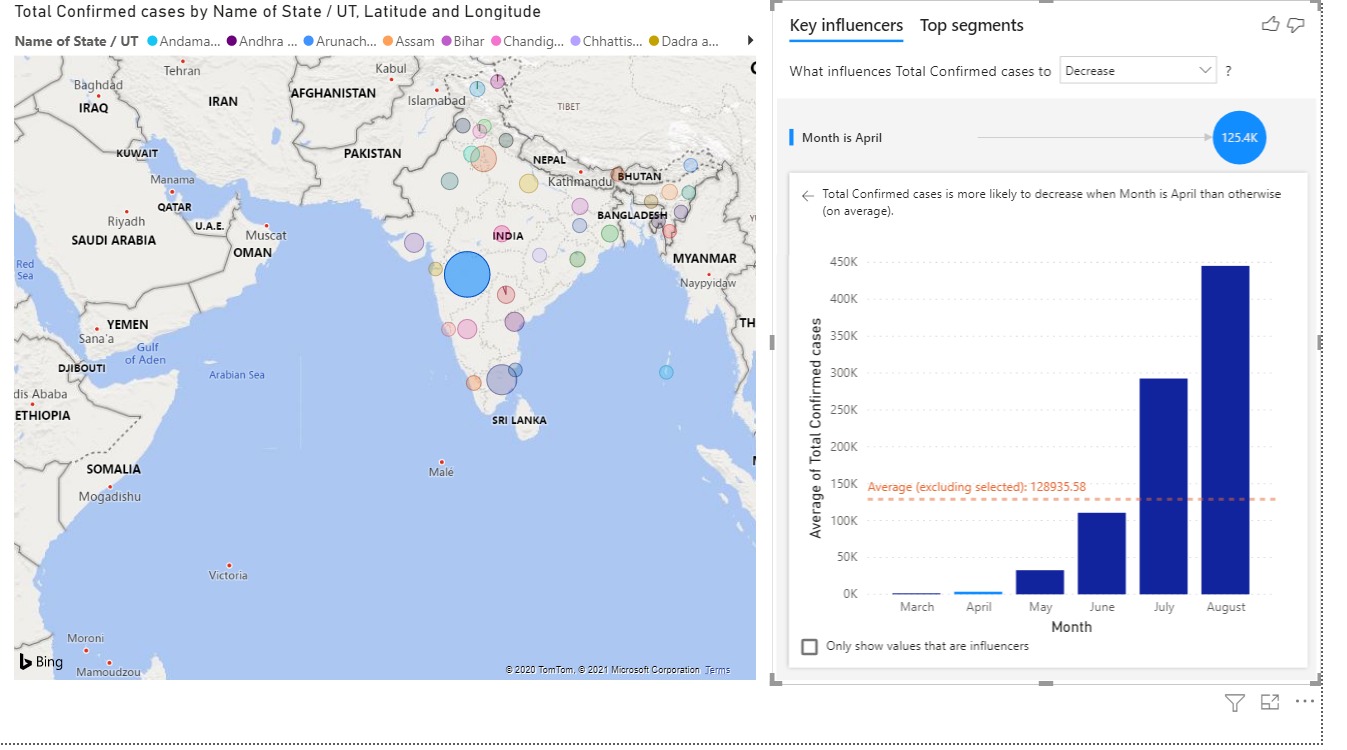 Total Confirmed cases by Name of State / UT, Latitude and Longitude
Name of State / UT Andama... Andhra ... Arunach... Assam Bihar Chandig... Chhattis... Dadra a...
Tehran
Kabul
Baghdad
IRAQ
IRAN
AFGHANISTAN
Islamabad
TIBET
KUWAIT
PAKISTAN
NEPAL
Kathmandu
BHUTAN
Manama
QATAR
Riyadh
U.A.E.
Muscat
SAUDI ARABIA
OMAN
INDIA
BANGLADESH
MYANMAR
Naypyidaw
Red
Sea
YEMEN
Sana'a
Gulf
of Aden
TH
DJIBOUTI
Arabian Sea
dis Ababa
ETHIOPIA
SRI LANKA
SOMALIA
Mogadishu
Malé
Victoria
Moroni
Mamoudzou
Bing
© 2020 TomTom, © 2021 Microsoft Corporation Terms
Key influencers Top segments
What influences Total Confirmed cases to Decrease ?
Month is April 125.4K
Total Confirmed cases is more likely to decrease when Month is April than otherwise
(on average).
Average of Total Confirmed cases
450K
400K
350K
300K
250K
200K
150K
100K
50K
0K
Average (excluding selected): 128935.58
March April May June July August
Month
Only show values that are influencers